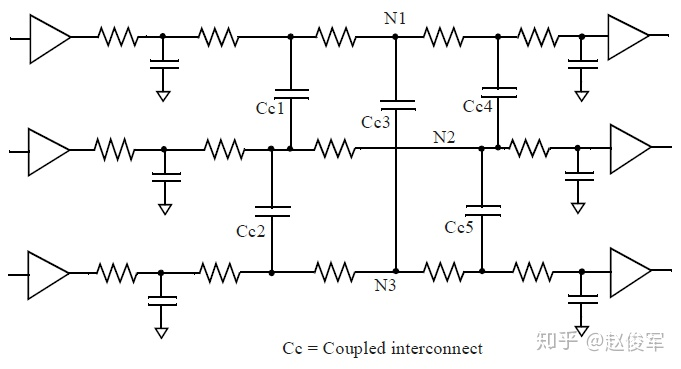 N1
Cc1
Cc3
Cc4
N2
Cc2
Cc5
N3
Cc = Coupled interconnect
知乎 @赵俊军